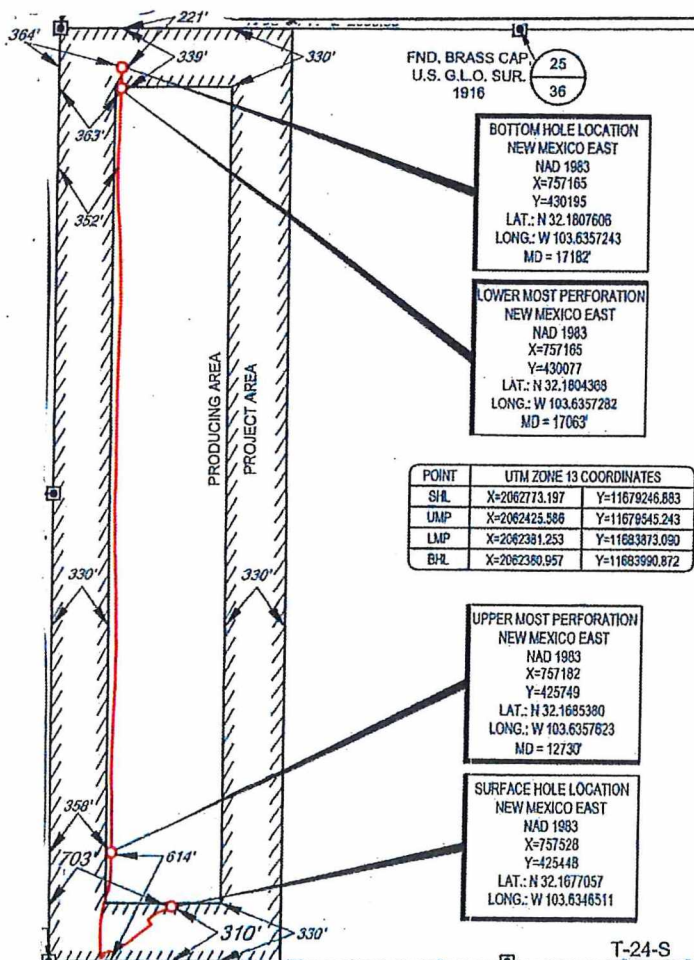 221'
364'
339'
330'
363'
352'
FND. BRASS CAP
U.S. G.L.O. SUR.
1916
25
36
BOTTOM HOLE LOCATION
NEW MEXICO EAST
NAD 1983
X=757165
Y=430195
LAT.: N 32.1807606
LONG.: W 103.6357243
MD = 17182'
LOWER MOST PERFORATION
NEW MEXICO EAST
NAD 1983
X=757165
Y=430077
LAT.: N 32.1804368
LONG.: W 103.6357282
MD = 17063'
PRODUCING AREA
PROJECT AREA
POINT UTM ZONE 13 COORDINATES
SHL X=2062773.197 Y=11679246.883
UMP X=2062425.586 Y=11679545.243
LMP X=2062381.253 Y=11683873.090
BHL X=2062380.957 Y=11683990.872
330'
330'
UPPER MOST PERFORATION
NEW MEXICO EAST
NAD 1983
X=757182
Y=425749
LAT.: N 32.1685380
LONG.: W 103.6357623
MD = 12730'
SURFACE HOLE LOCATION
NEW MEXICO EAST
NAD 1983
X=757528
Y=425448
LAT.: N 32.1677057
LONG.: W 103.6346511
358'
703'
614'
310'
330'
T-24-S